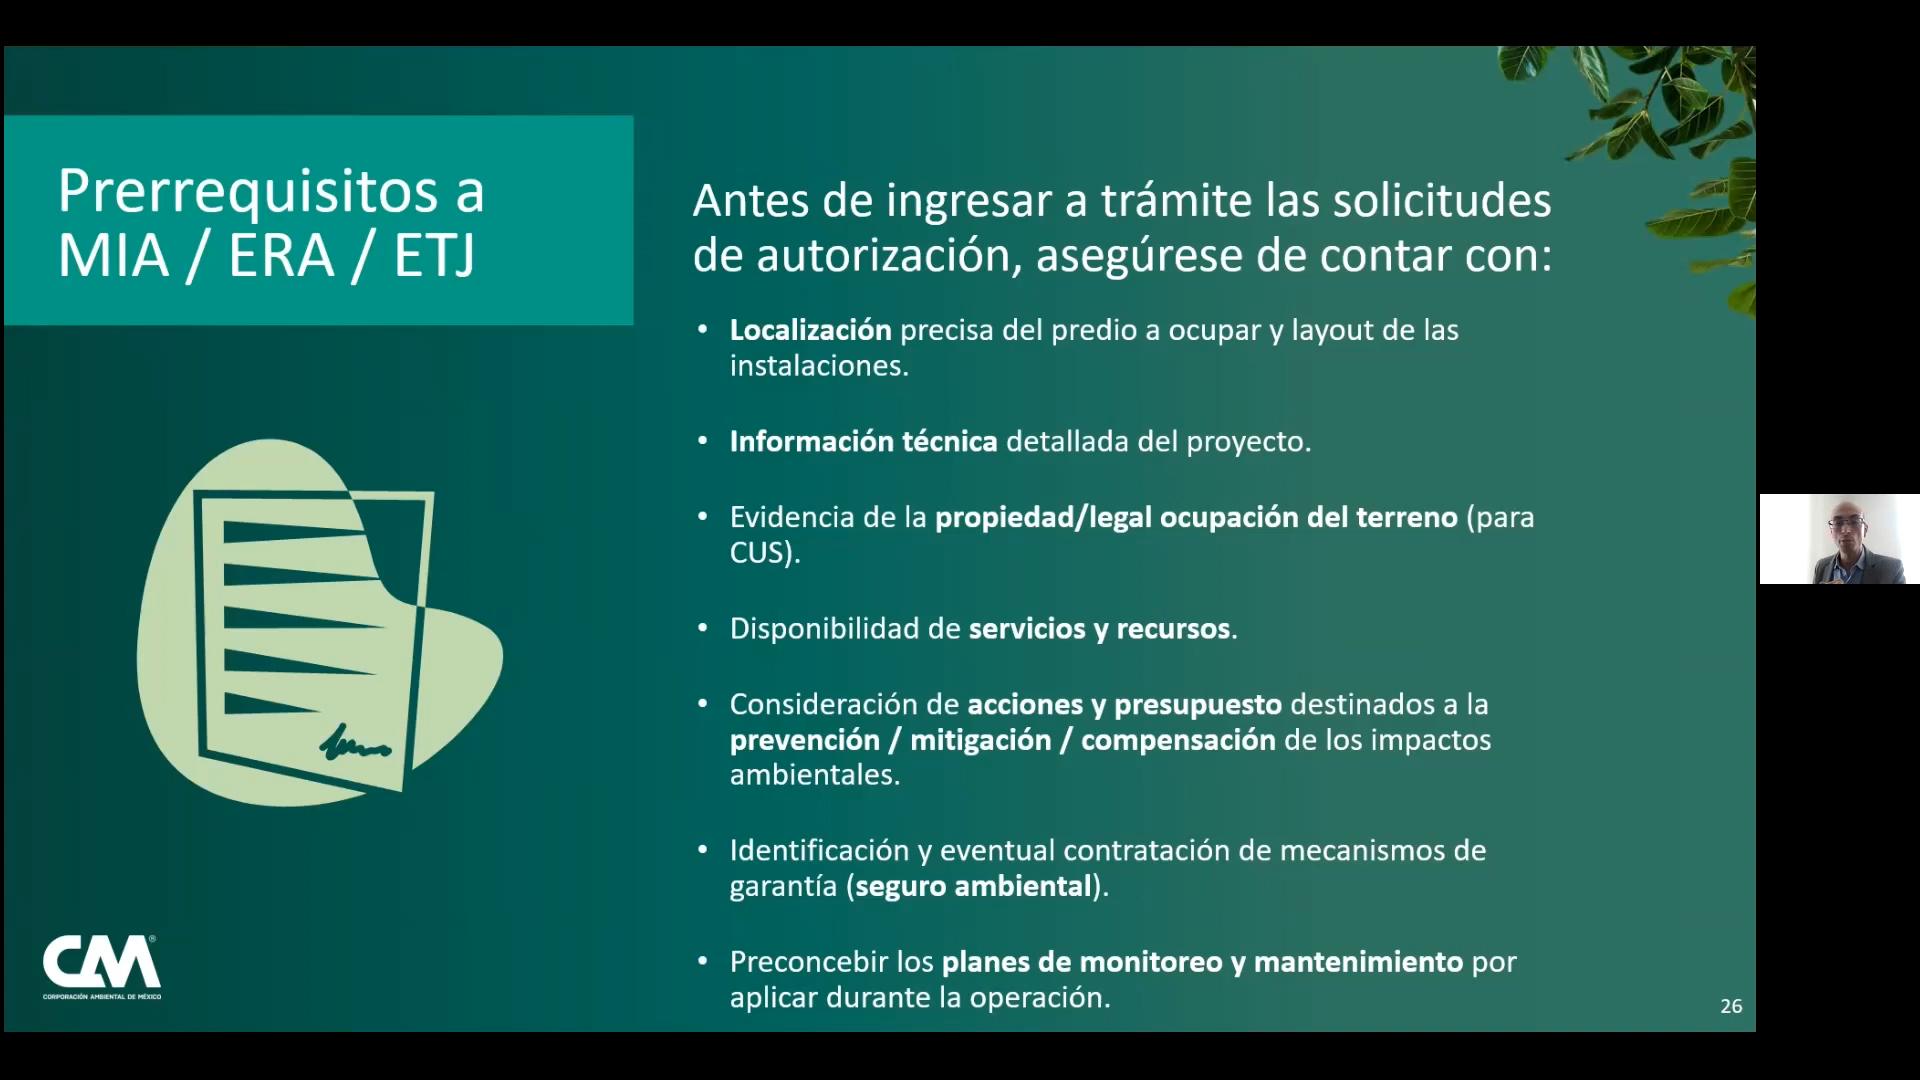 Prerrequisitos a
MIA / ERA / ETJ
Antes de ingresar a trámite las solicitudes
de autorización, asegúrese de contar con:
• Localización precisa del predio a ocupar y layout de las
instalaciones.
• Información técnica detallada del proyecto.
• Evidencia de la propiedad/legal ocupación del terreno (para
CUS).
• Disponibilidad de servicios y recursos.
• Consideración de acciones y presupuesto destinados a la
prevención / mitigación / compensación de los impactos
ambientales.
• Identificación y eventual contratación de mecanismos de
garantía (seguro ambiental).
• Preconcebir los planes de monitoreo y mantenimiento por
aplicar durante la operación.
CAM®
CORPORACIÓN AMBIENTAL DE MÉXICO
26